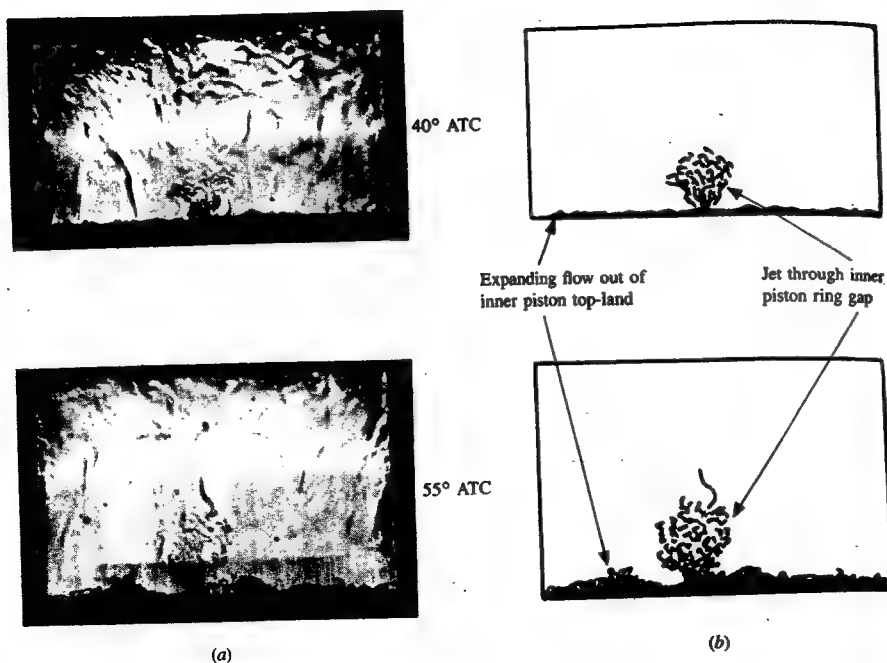 40° ATC
Expanding flow out of
inner piston top-land
Jet through inner
piston ring gap
55° ATC
(a)
(b)